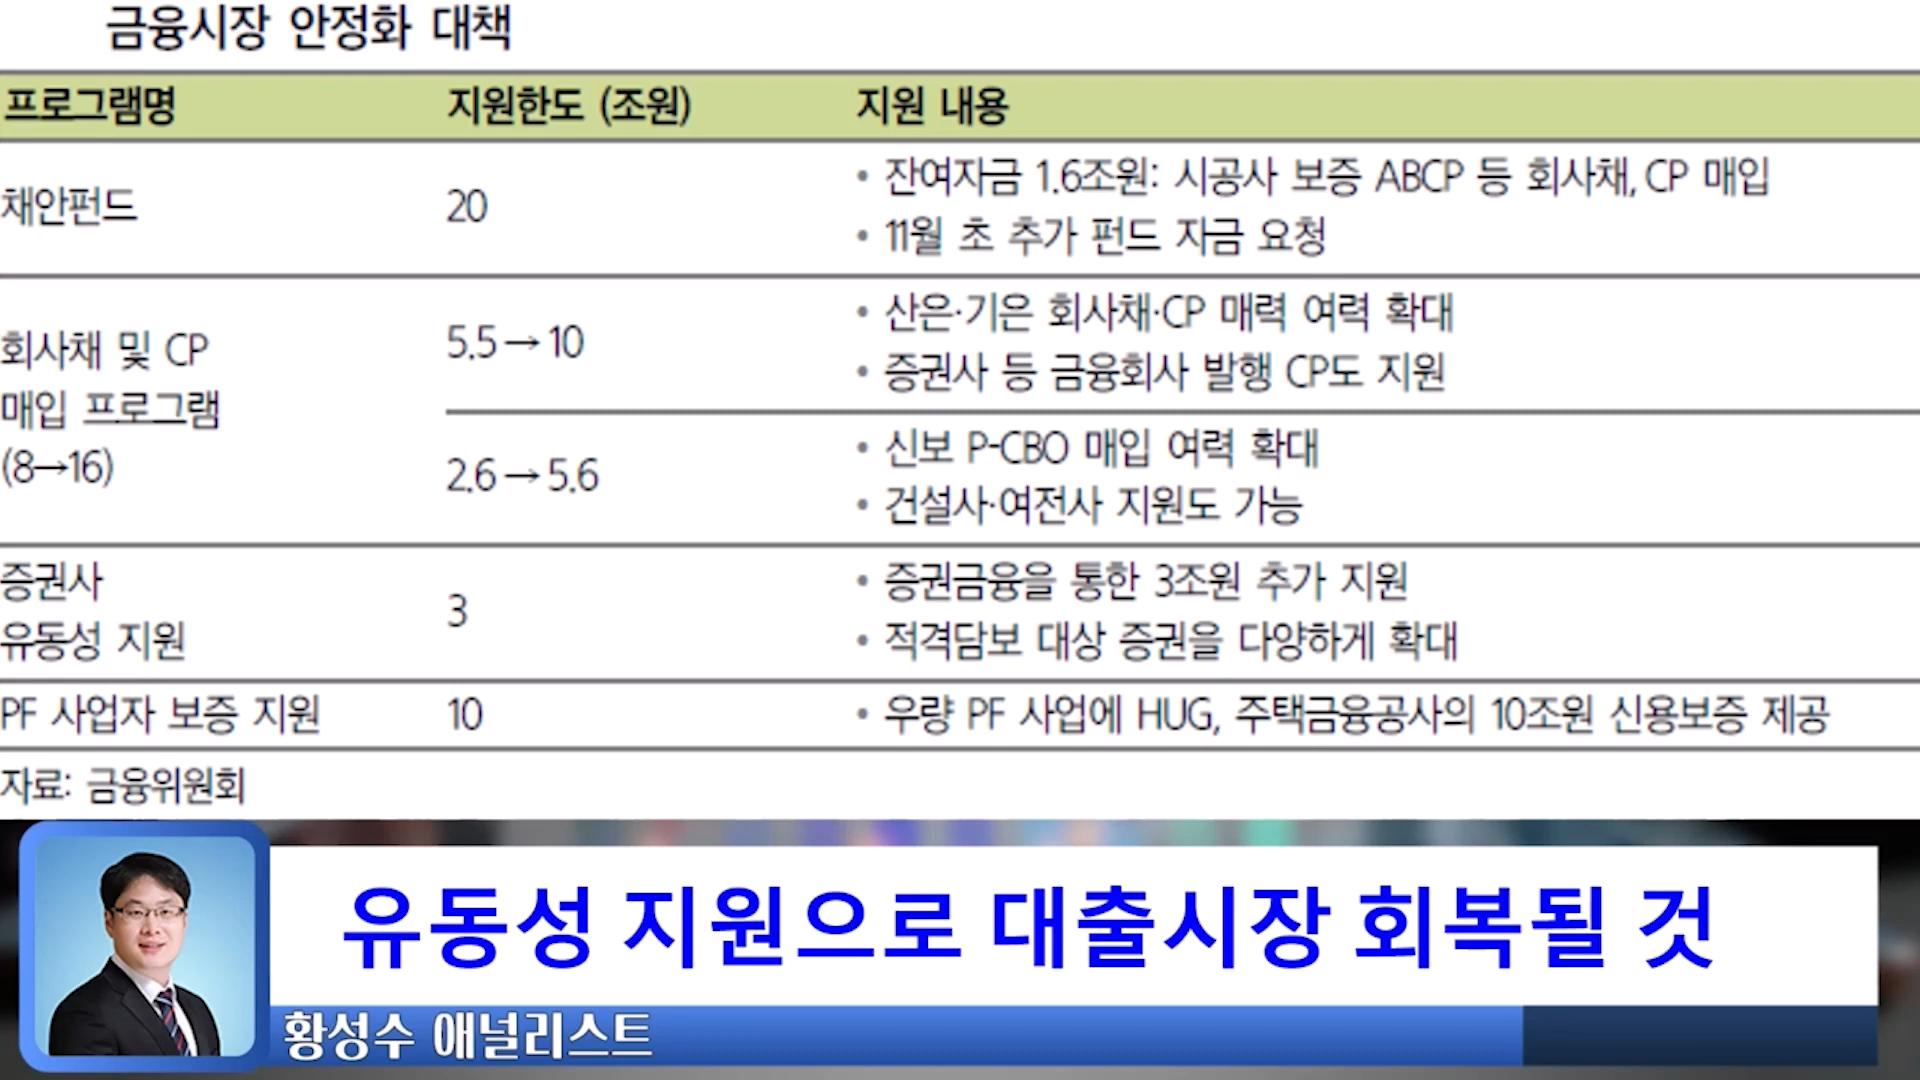 금융시장 안정화 대책
프로그램명 지원한도 (조원) 지원 내용
채안펀드 20
• 잔여자금 1.6조원: 시공사 보증 ABCP 등 회사채, CP 매입
• 11월 초 추가 펀드 자금 요청
회사채 및 CP
매입 프로그램
(8→16)
5.5→10
• 산은·기은 회사채·CP 매력 여력 확대
• 증권사 등 금융회사 발행 CP도 지원
2.6→5.6
• 신보 P-CBO 매입 여력 확대
• 건설사·여전사 지원도 가능
증권사
유동성 지원
3
• 증권금융을 통한 3조원 추가 지원
• 적격담보 대상 증권을 다양하게 확대
PF 사업자 보증 지원 10 • 우량 PF 사업에 HUG, 주택금융공사의 10조원 신용보증 제공
자료: 금융위원회
유동성 지원으로 대출시장 회복될 것
황성수 애널리스트